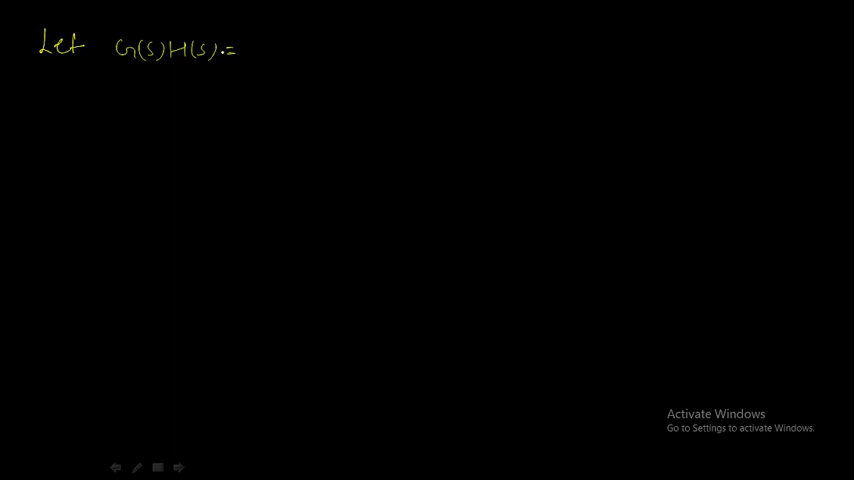 Let G(s)H(s) =
Activate Windows
Go to Settings to activate Windows.